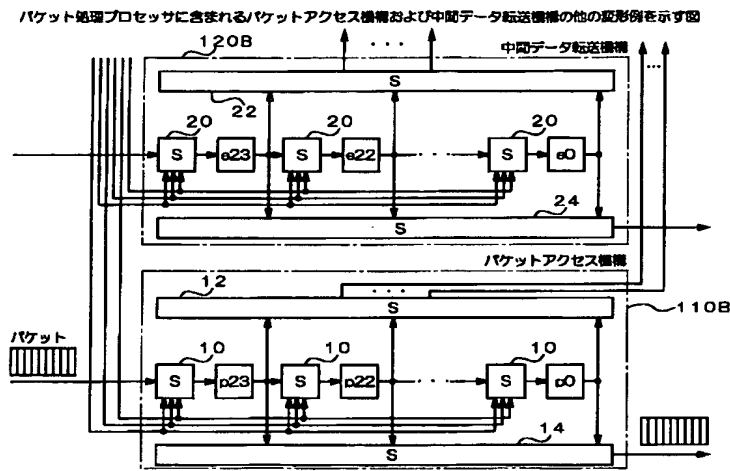 パケット処理プロセッサに含まれるパケットアクセス機構および中間データ転送機構の他の変形例を示す図
120B
中間データ転送機構
S
22
20
20
20
S
e23
S
e22
S
e0
24
S
パケットアクセス機構
12
S
110B
パケット
10
10
10
S
p23
S
p22
S
p0
14
S